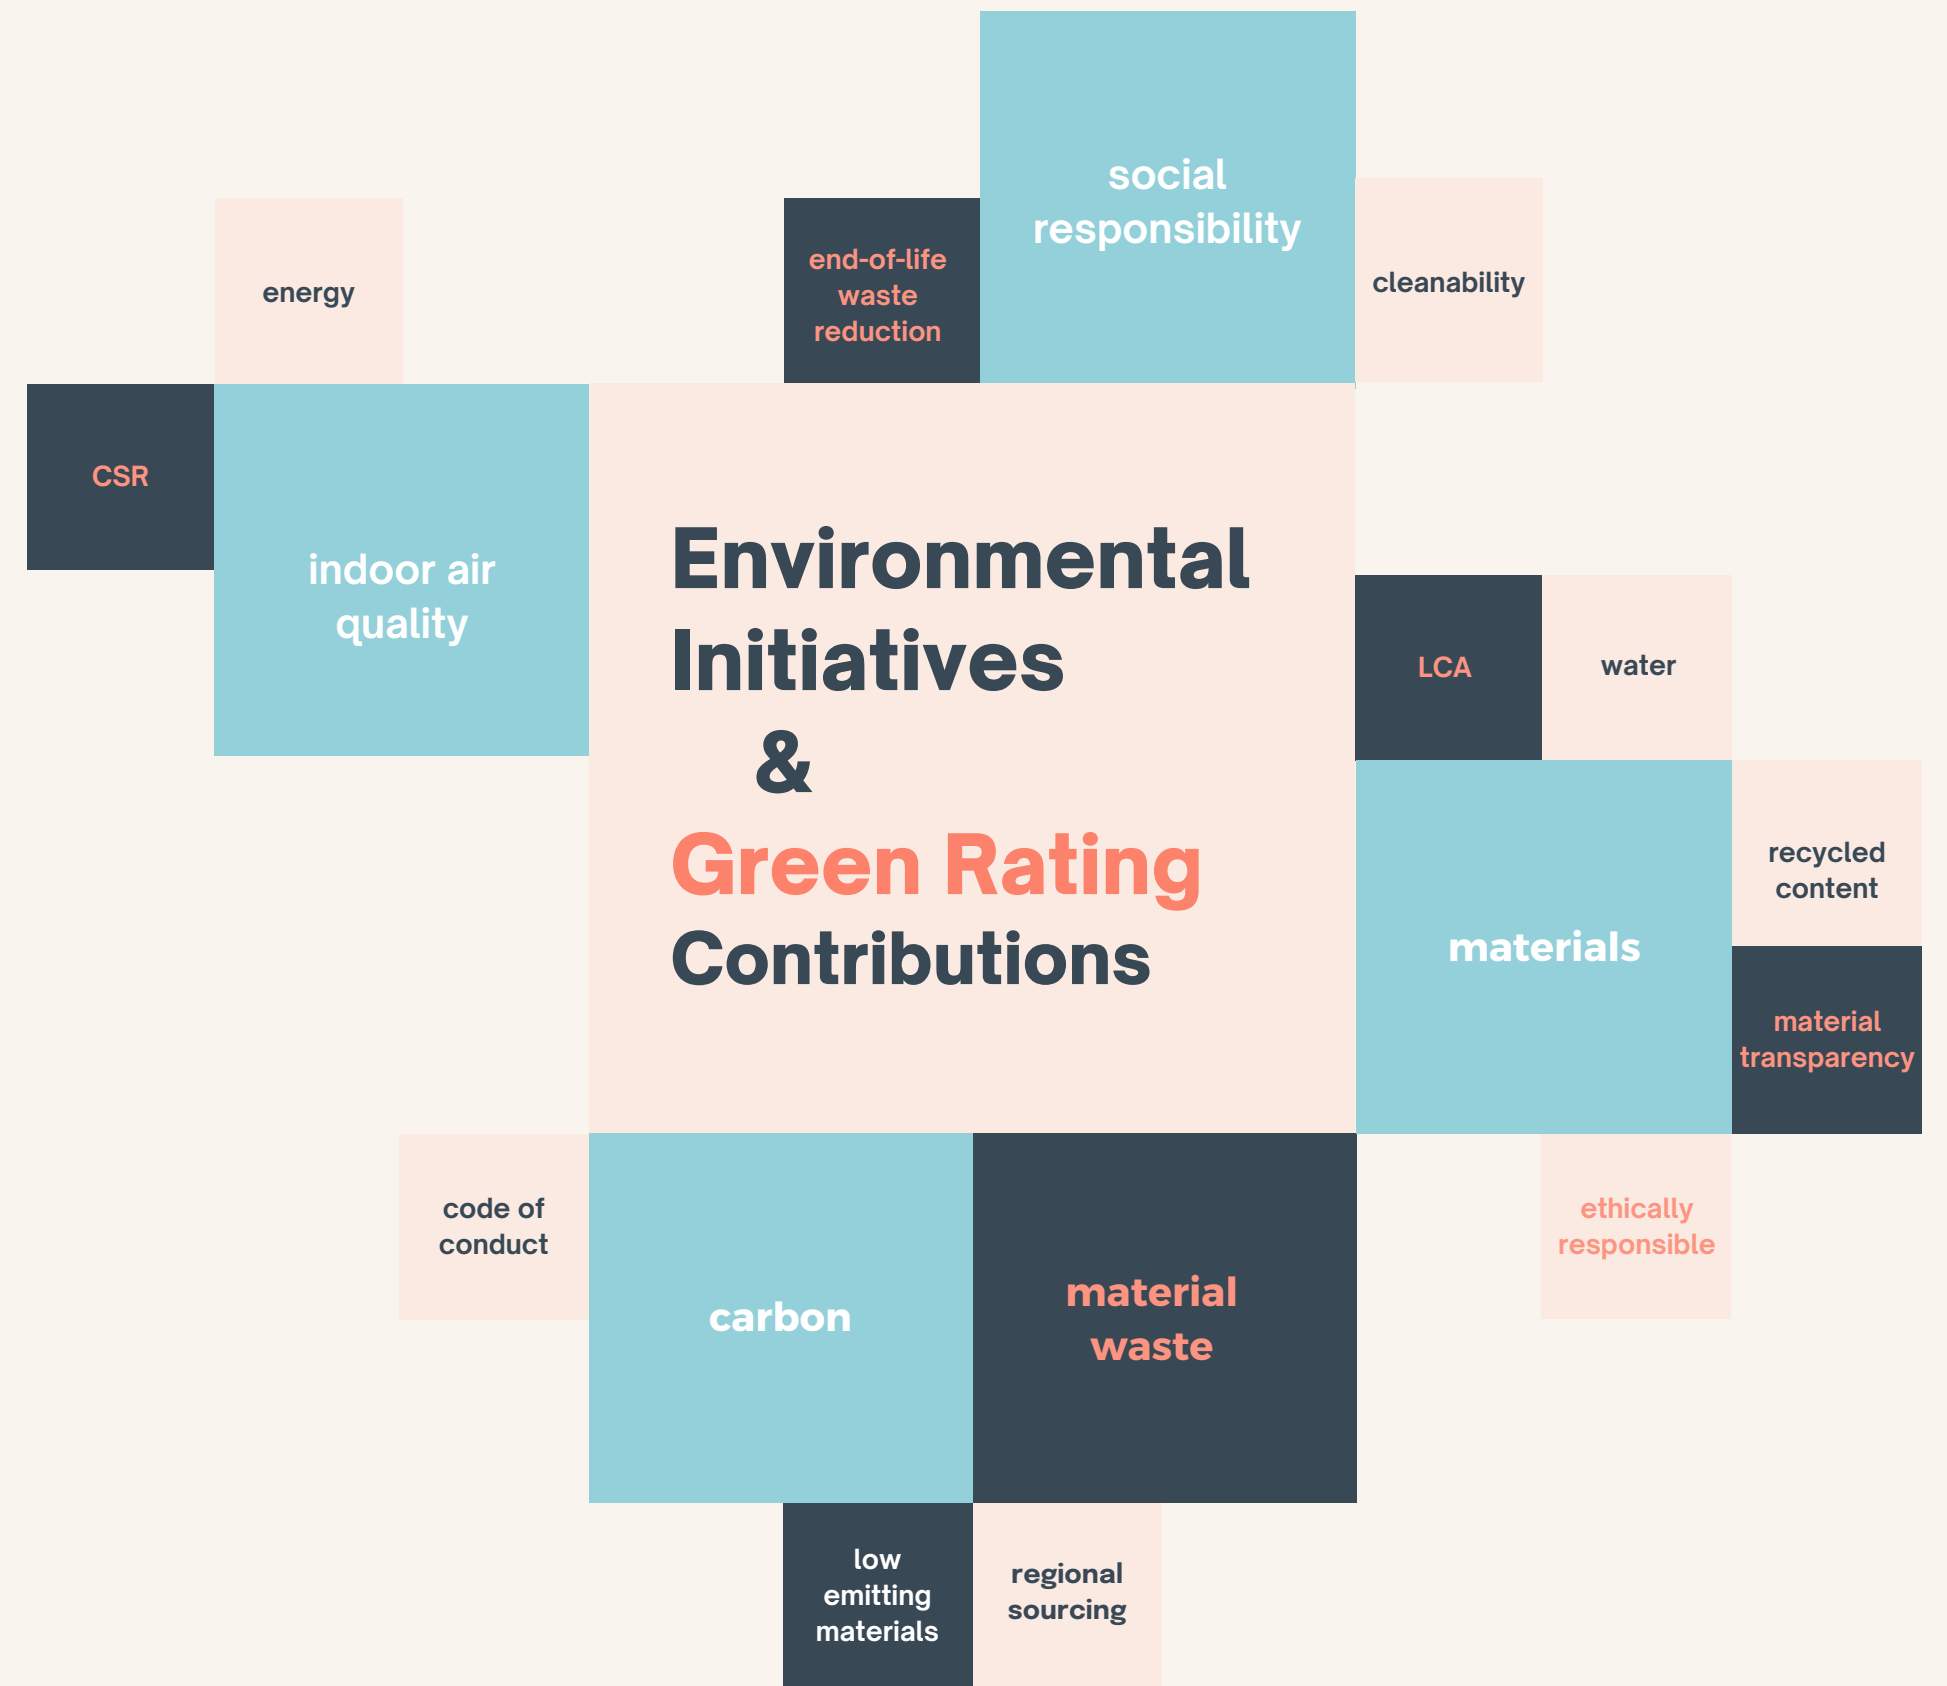 social
responsibility
end-of-life
waste
reduction
cleanability
energy
CSR
indoor air
quality
Environmental
Initiatives
&
Green Rating
Contributions
LCA
water
materials
recycled
content
material
transparency
code of
conduct
carbon
material
waste
ethically
responsible
low
emitting
materials
regional
sourcing